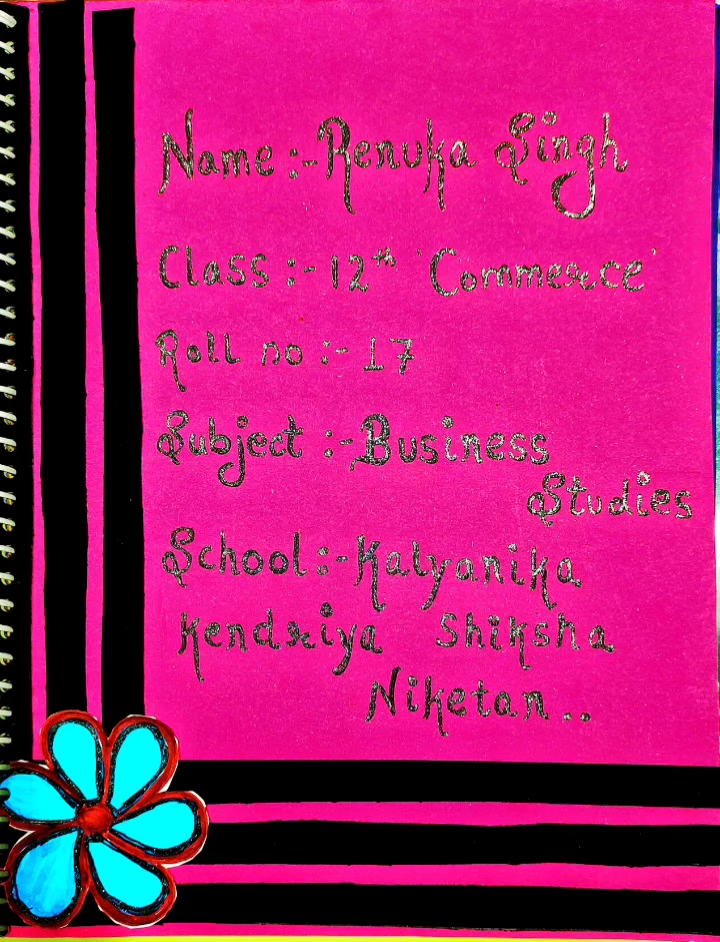 Name :- Renuka Singh
Class :- 12th 'Commerce'
Roll no :- 17
Subject :- Business
Studies
School :- Kalyanika
Kendriya Shiksha
Niketan..